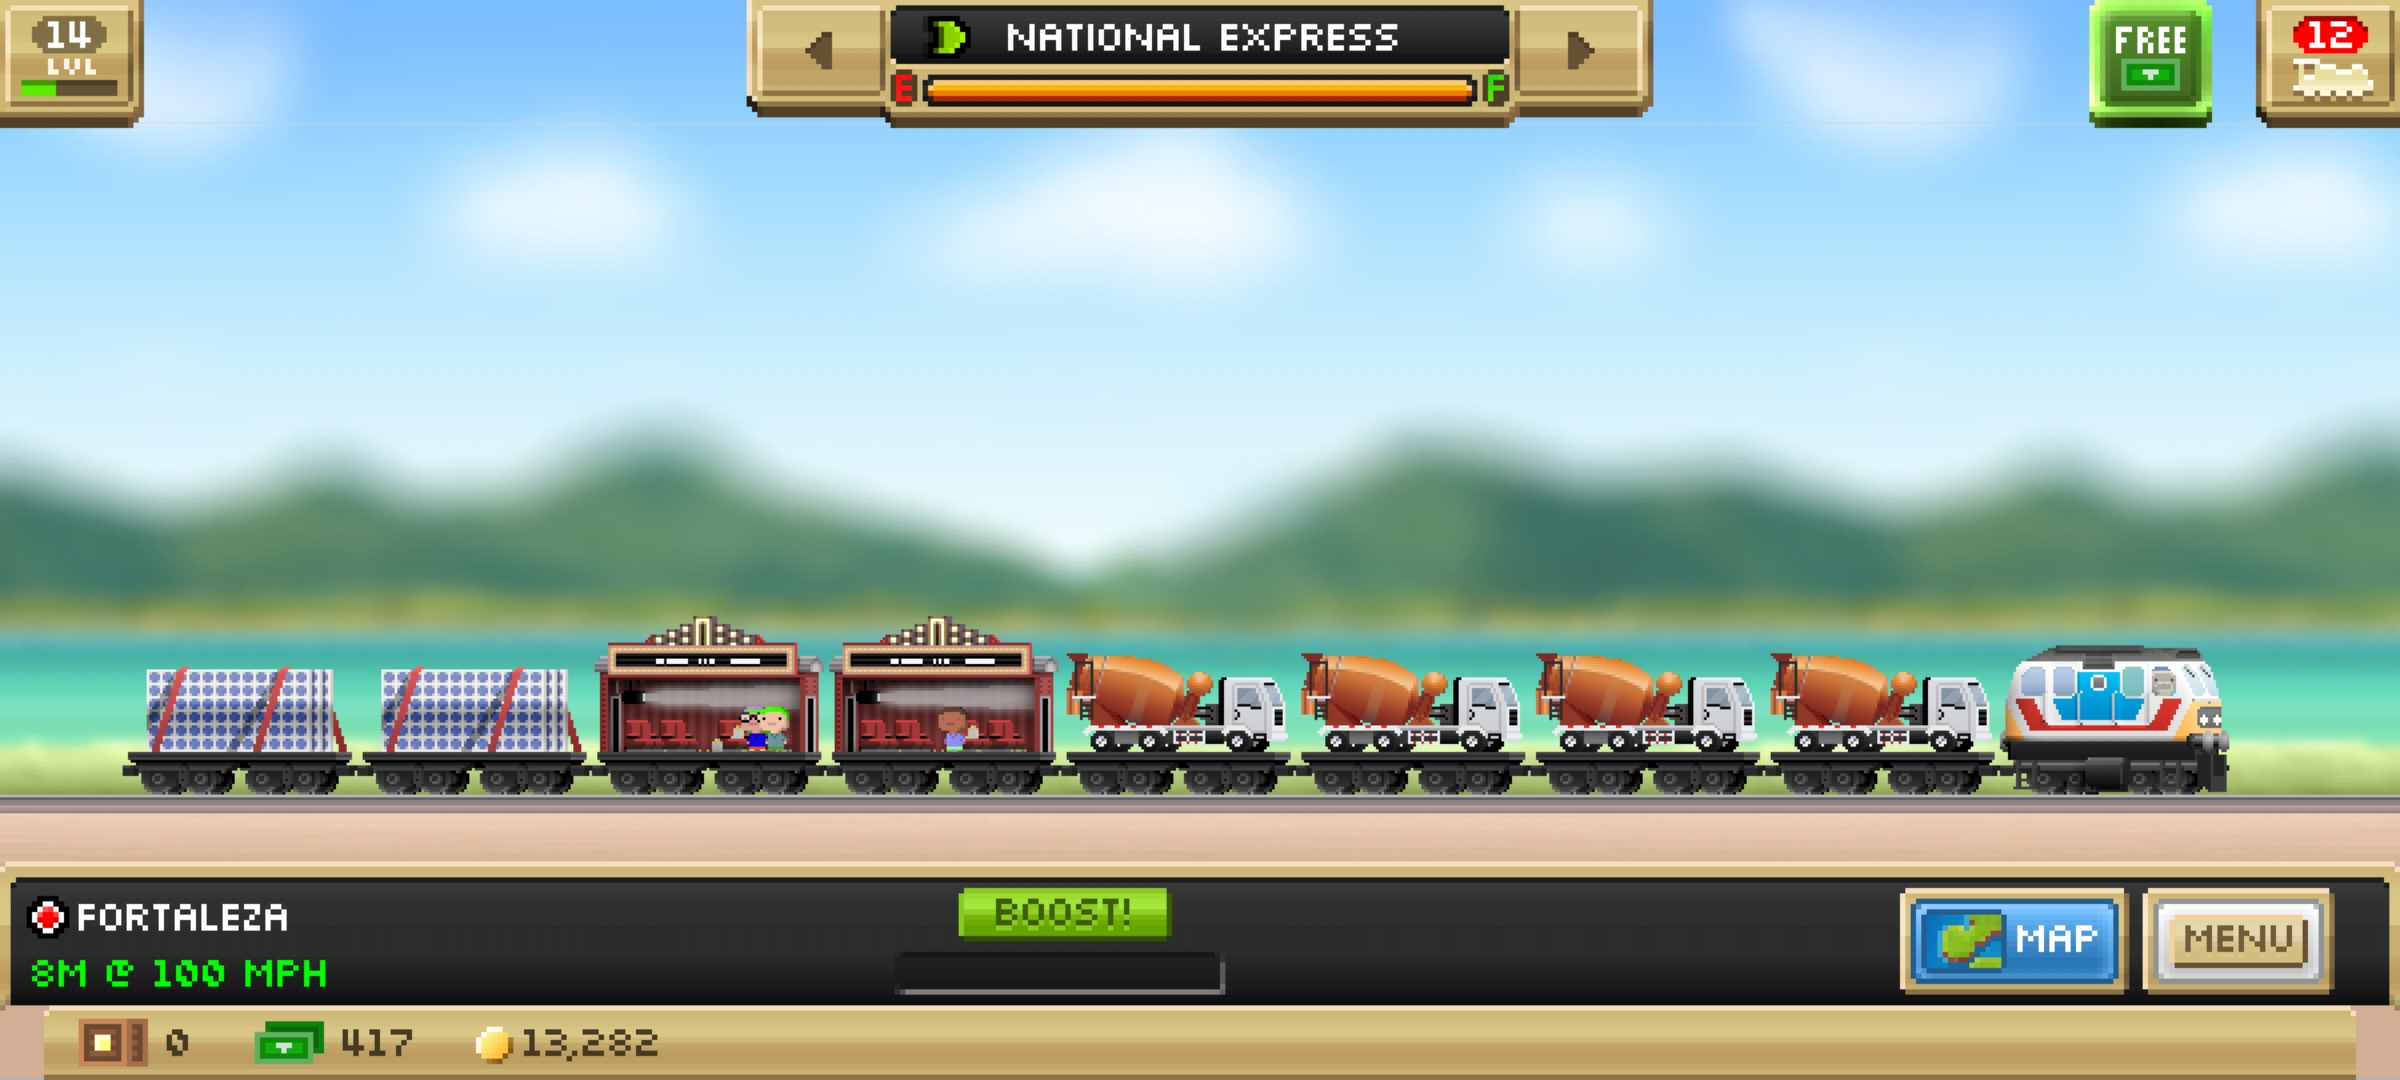 14
LVL
NATIONAL EXPRESS
E F
FREE
12
FORTALEZA
8M @ 100 MPH
BOOST!
MAP
MENU
0
417
13,282